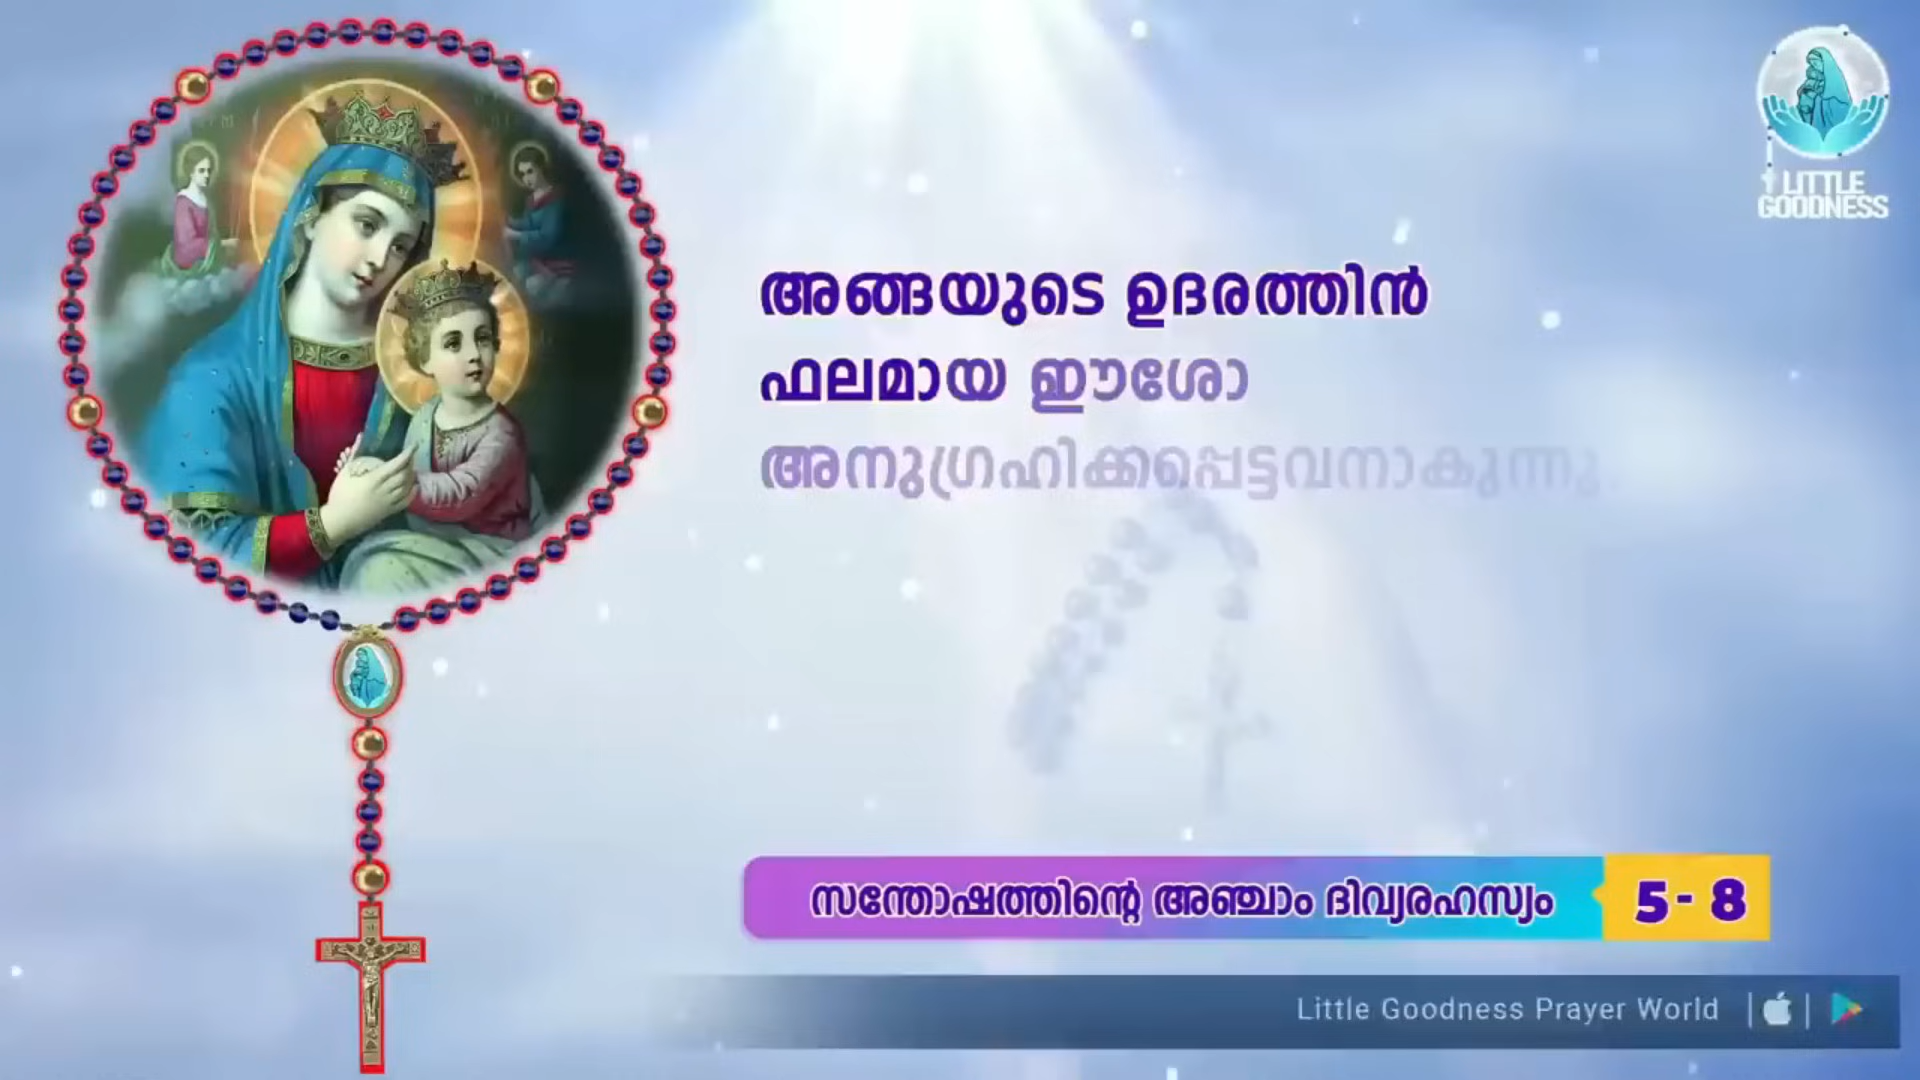 LITTLE
GOODNESS
അങ്ങയുടെ ഉദരത്തിൻ
ഫലമായ ഈശോ
അനുഗ്രഹിക്കപ്പെട്ടവനാകുന്നു.
സന്തോഷത്തിന്റെ അഞ്ചാം ദിവ്യരഹസ്യം 5- 8
Little Goodness Prayer World